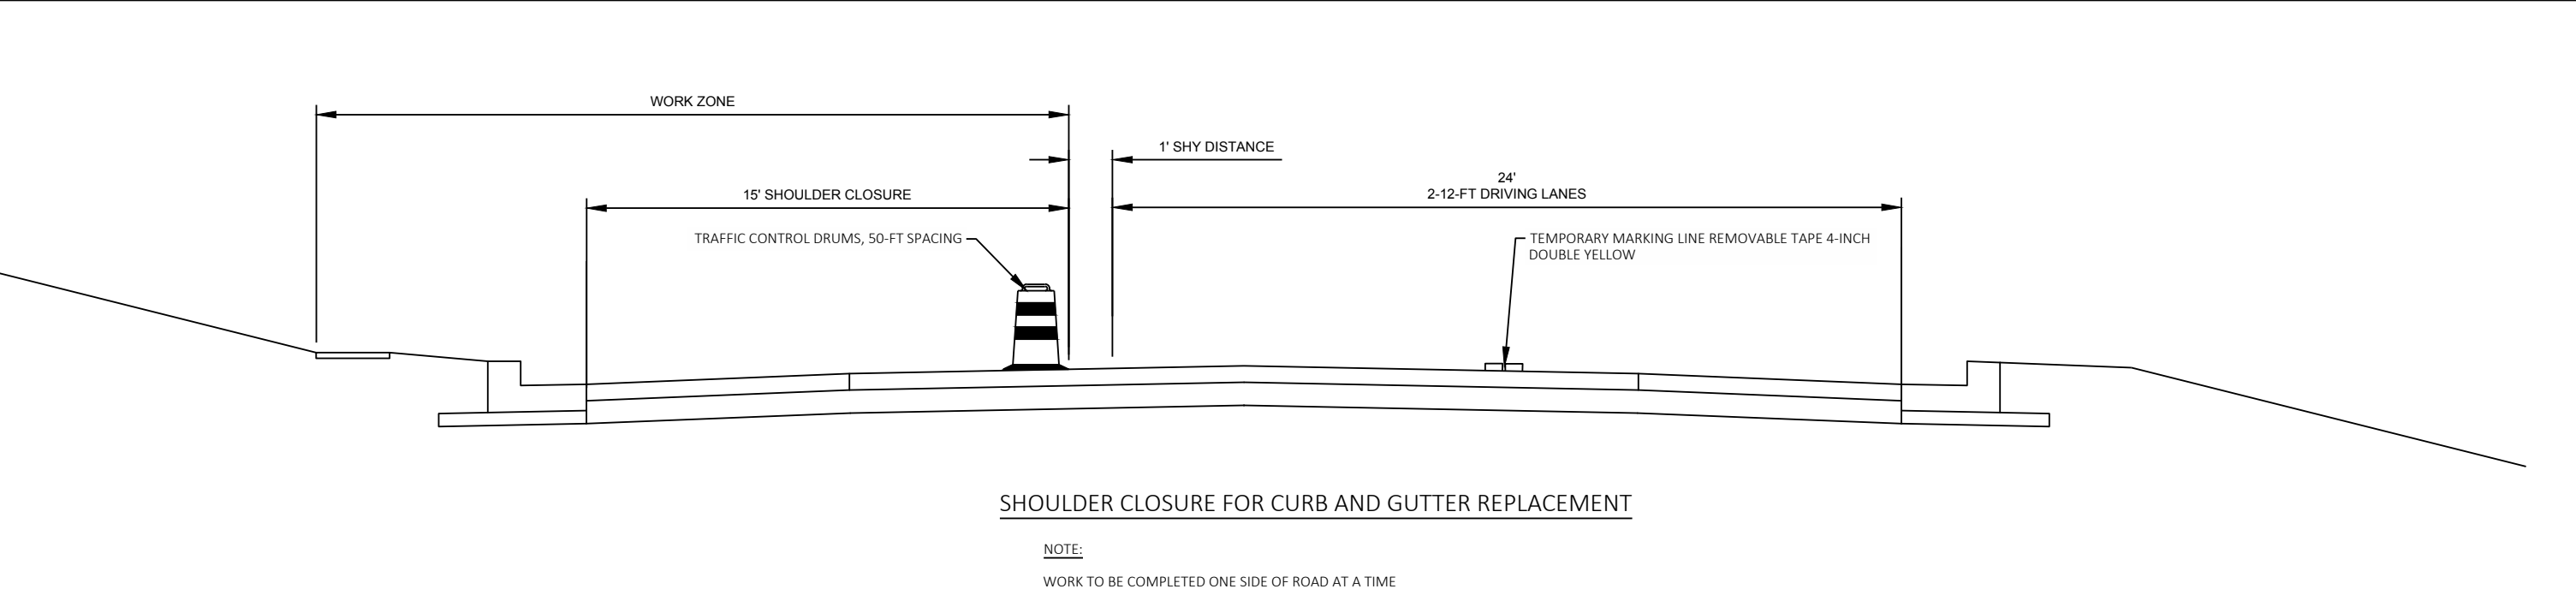 WORK ZONE
1' SHY DISTANCE
15' SHOULDER CLOSURE
24'
2-12-FT DRIVING LANES
TRAFFIC CONTROL DRUMS, 50-FT SPACING
TEMPORARY MARKING LINE REMOVABLE TAPE 4-INCH
DOUBLE YELLOW
SHOULDER CLOSURE FOR CURB AND GUTTER REPLACEMENT
NOTE:
WORK TO BE COMPLETED ONE SIDE OF ROAD AT A TIME